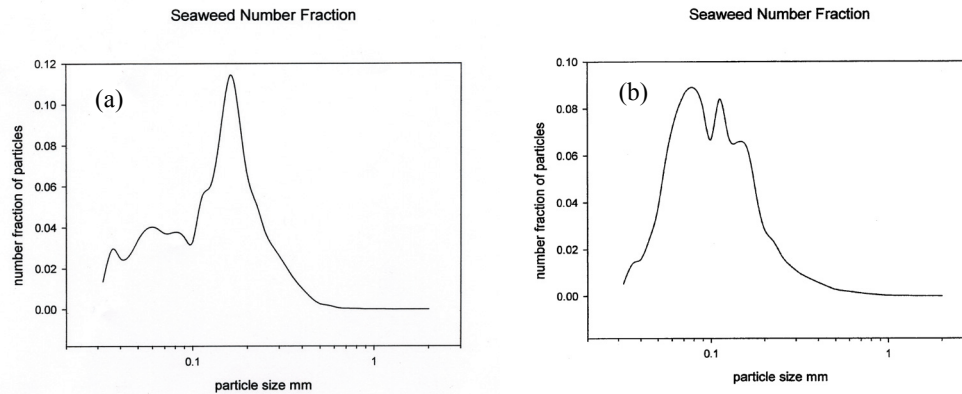 Seaweed Number Fraction
(a)
number fraction of particles
0.12
0.10
0.08
0.06
0.04
0.02
0.00
0.1
1
particle size mm
Seaweed Number Fraction
(b)
number fraction of particles
0.10
0.08
0.06
0.04
0.02
0.00
0.1
1
particle size mm